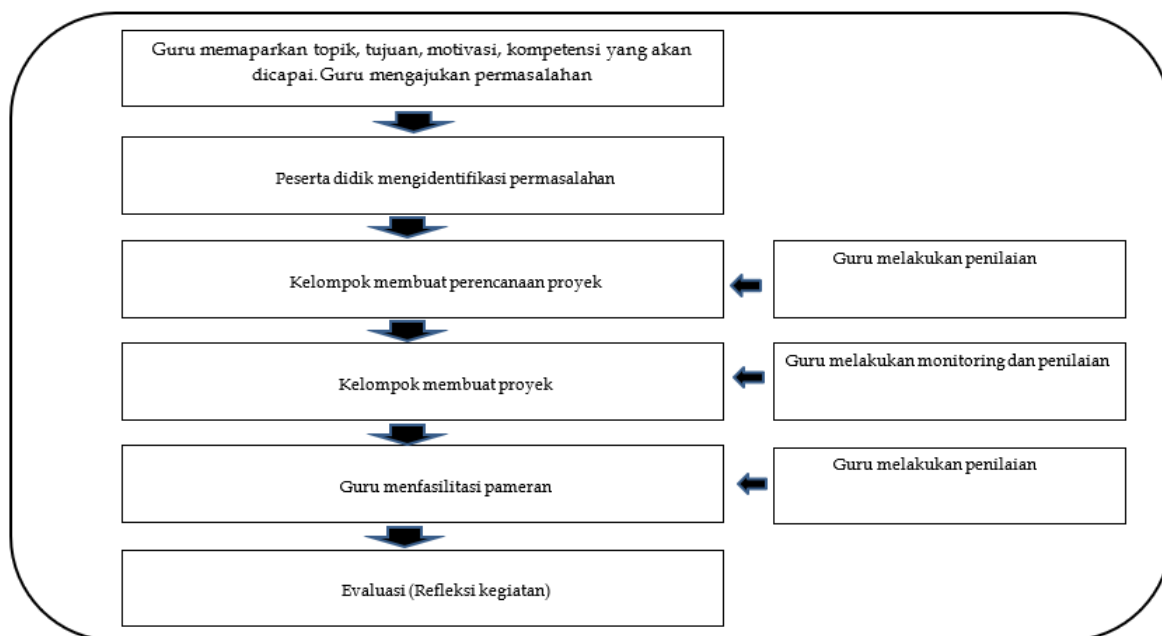 Guru memaparkan topik, tujuan, motivasi, kompetensi yang akan
dicapai. Guru mengajukan permasalahan
Peserta didik mengidentifikasi permasalahan
Kelompok membuat perencanaan proyek
Guru melakukan penilaian
Kelompok membuat proyek
Guru melakukan monitoring dan penilaian
Guru menfasilitasi pameran
Guru melakukan penilaian
Evaluasi (Refleksi kegiatan)